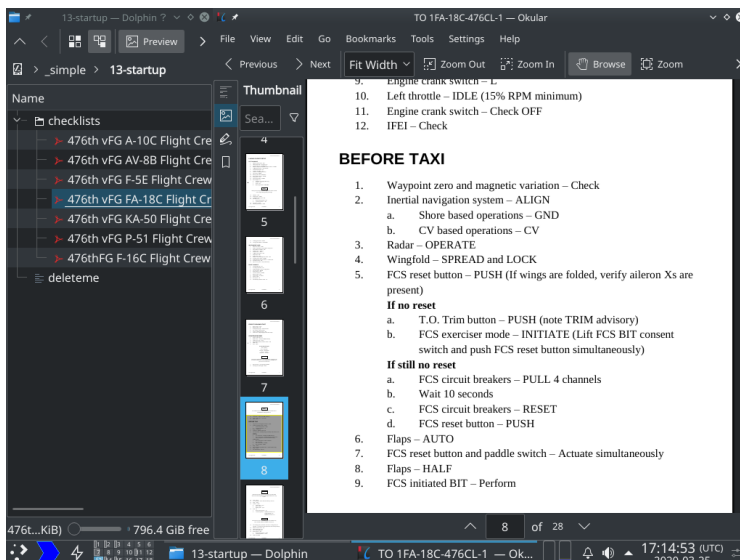 13-startup — Dolphin ?
TO 1FA-18C-476CL-1 — Okular
Preview
File View Edit Go Bookmarks Tools Settings Help
_simple > 13-startup
Previous Next Fit Width Zoom Out Zoom In Browse Zoom
Name
checklists
476th vFG A-10C Flight Cre
476th vFG AV-8B Flight Cre
476th vFG F-5E Flight Crew
476th vFG FA-18C Flight Cr
476th vFG KA-50 Flight Cre
476th vFG P-51 Flight Crew
476thFG F-16C Flight Crew
deleteme
476t...KiB)
796.4 GiB free
Thumbnail
Sea...
4
5
6
7
8
9. Engine crank switch – L
10. Left throttle – IDLE (15% RPM minimum)
11. Engine crank switch – Check OFF
12. IFEI – Check
BEFORE TAXI
1. Waypoint zero and magnetic variation – Check
2. Inertial navigation system – ALIGN
a. Shore based operations – GND
b. CV based operations – CV
3. Radar – OPERATE
4. Wingfold – SPREAD and LOCK
5. FCS reset button – PUSH (If wings are folded, verify aileron Xs are
present)
If no reset
a. T.O. Trim button – PUSH (note TRIM advisory)
b. FCS exerciser mode – INITIATE (Lift FCS BIT consent
switch and push FCS reset button simultaneously)
If still no reset
a. FCS circuit breakers – PULL 4 channels
b. Wait 10 seconds
c. FCS circuit breakers – RESET
d. FCS reset button – PUSH
6. Flaps – AUTO
7. FCS reset button and paddle switch – Actuate simultaneously
8. Flaps – HALF
9. FCS initiated BIT – Perform
8 of 28
13-startup — Dolphin
TO 1FA-18C-476CL-1 — Ok...
17:14:53 (UTC)